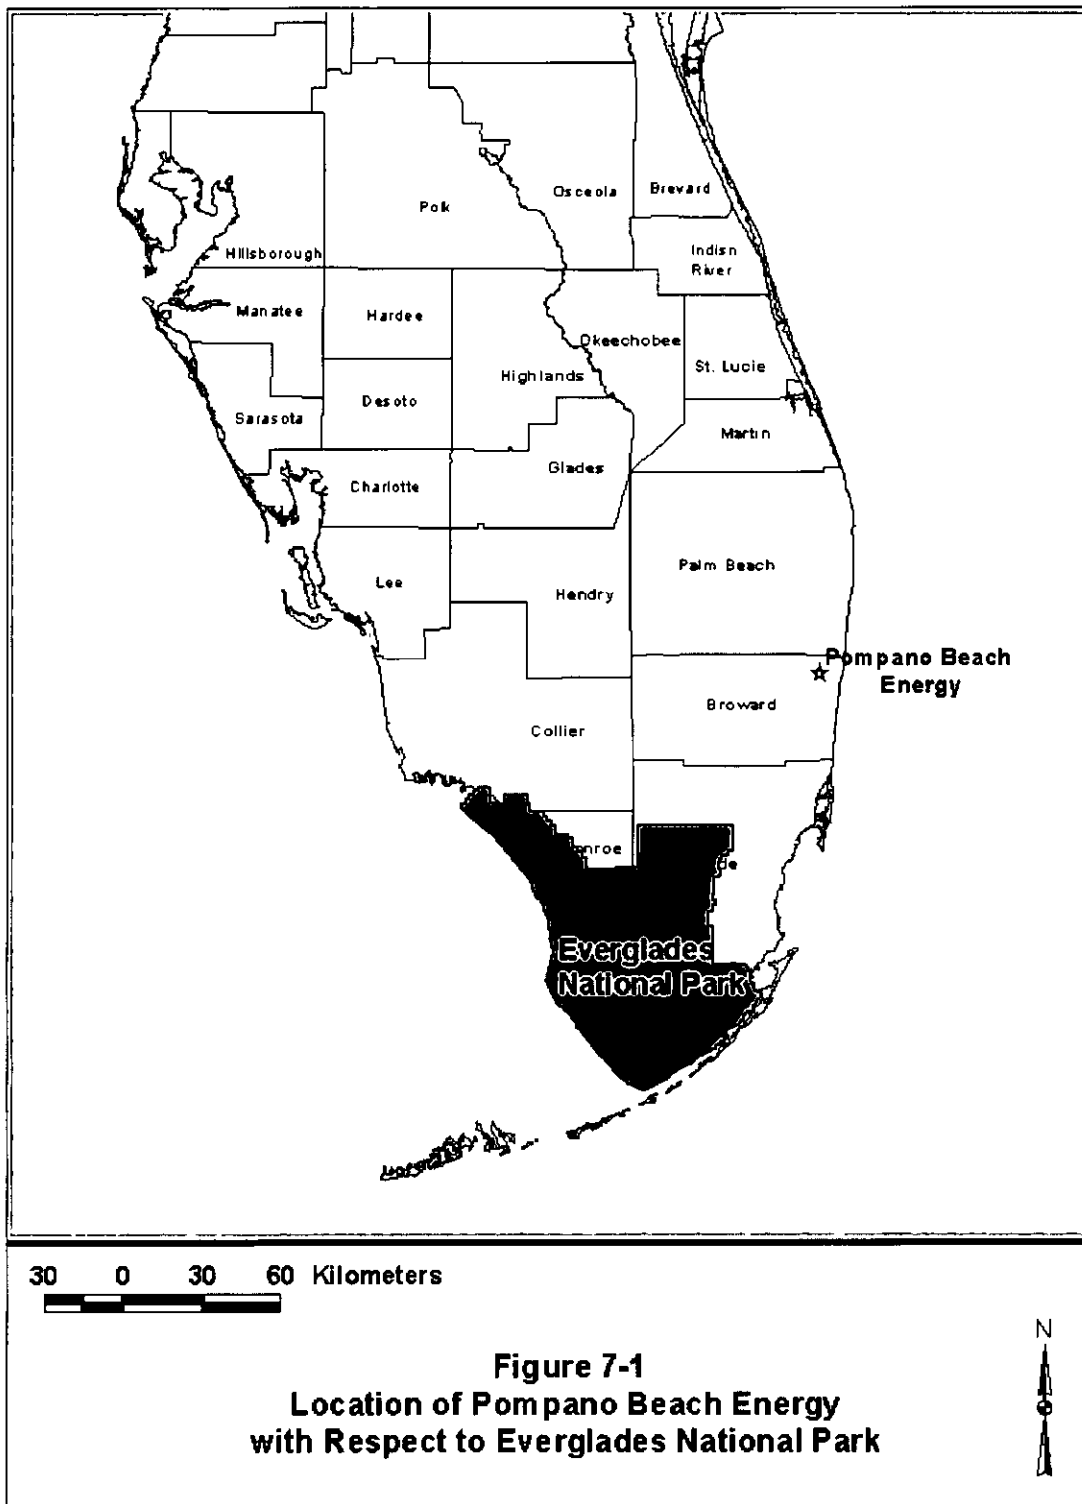 Osceola
Brevard
Polk
Hillsborough
Indian
River
Manatee
Hardee
Okeechobee
St. Lucie
Highlands
Desoto
Sarasota
Martin
Glades
Charlotte
Palm Beach
Lee
Hendry
Pompano Beach
Energy
Broward
Collier
nroe
de
Everglades
National Park
30 0 30 60 Kilometers
N
Figure 7-1
Location of Pompano Beach Energy
with Respect to Everglades National Park